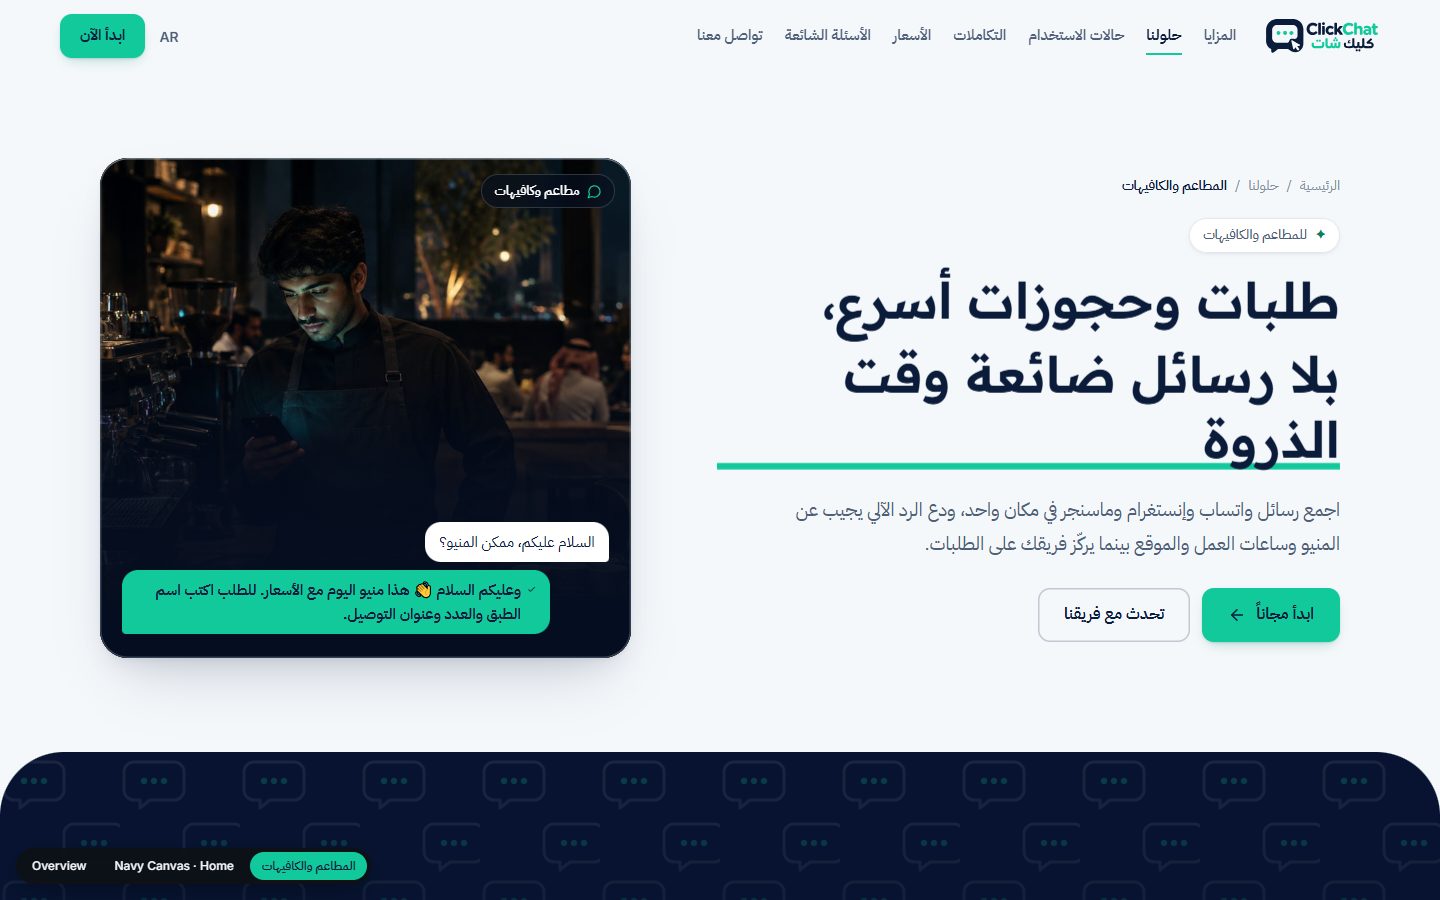 ClickChat
كليك شات
المزايا
حلولنا
حالات الاستخدام
التكاملات
الأسعار
الأسئلة الشائعة
تواصل معنا
AR
ابدأ الآن
الرئيسية / حلولنا / المطاعم والكافيهات
للمطاعم والكافيهات
طلبات وحجوزات أسرع،
بلا رسائل ضائعة وقت
الذروة
اجمع رسائل واتساب وإنستغرام وماسنجر في مكان واحد، ودع الرد الآلي يجيب عن
المنيو وساعات العمل والموقع بينما يركّز فريقك على الطلبات.
ابدأ مجاناً ←
تحدث مع فريقنا
مطاعم وكافيهات
السلام عليكم، ممكن المنيو؟
وعليكم السلام 👋 هذا منيو اليوم مع الأسعار. للطلب اكتب اسم
الطبق والعدد وعنوان التوصيل.
Overview
Navy Canvas · Home
المطاعم والكافيهات